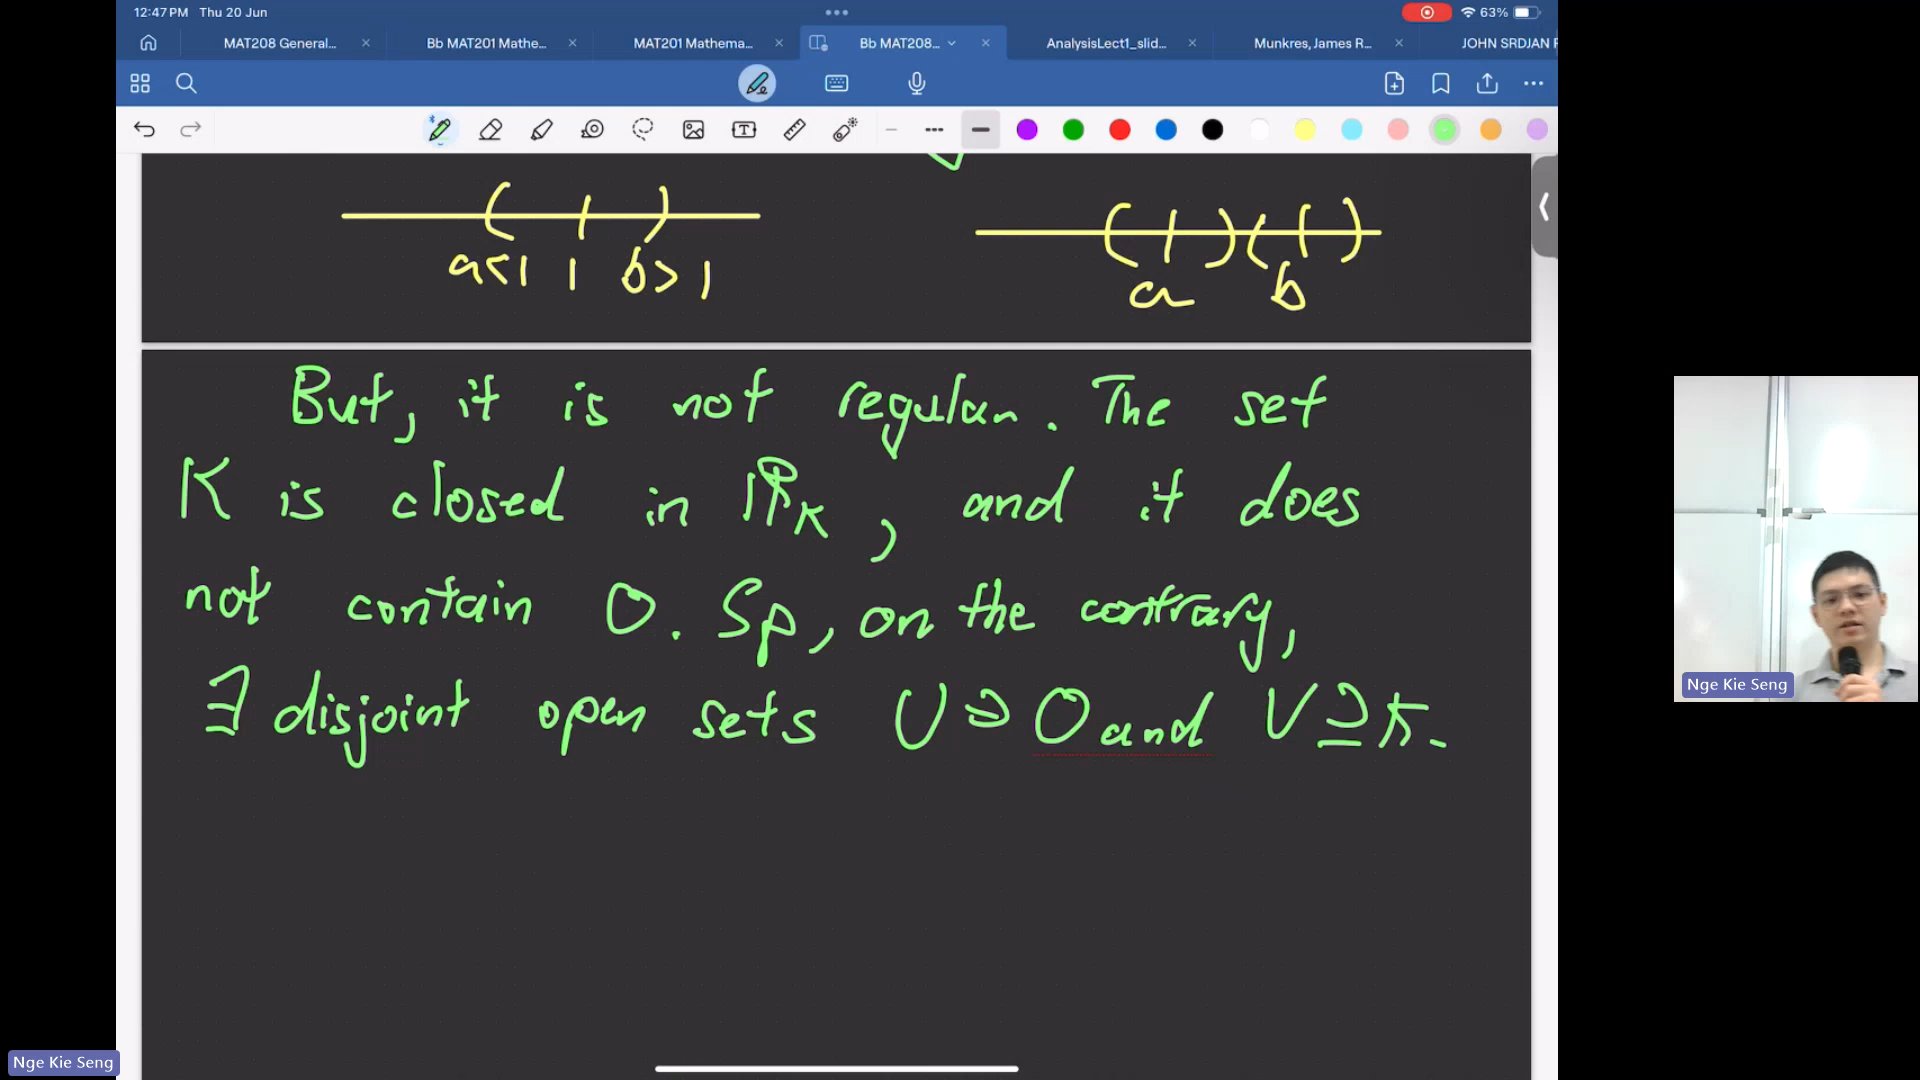 12:47 PM Thu 20 Jun
63%
MAT208 General...
Bb MAT201 Mathe...
MAT201 Mathema...
Bb MAT208...
AnalysisLect1_slid...
Munkres, James R...
JOHN SRDJAN P
( | )
a<1 1 b>1
( | ) ( | )
a b
But, it is not regular. The set
K is closed in ℝ_K, and it does
not contain 0. Sp, on the contrary,
∃ disjoint open sets U ∋ 0 and V ⊇ K.
Nge Kie Seng
Nge Kie Seng